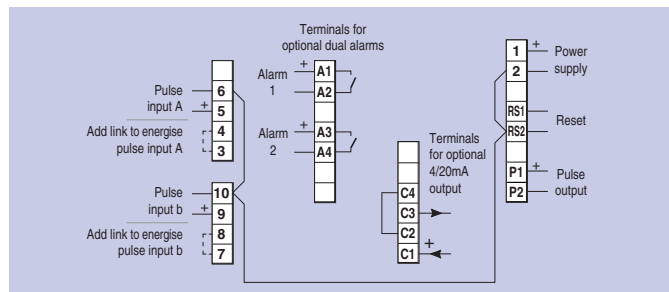 Terminals for
optional dual alarms
Pulse
input A
6
+ 5
Add link to energise
pulse input A
4
3
Pulse
input b
10
+ 9
Add link to energise
pulse input b
8
7
Alarm
1
+ A1
A2
Alarm
2
+ A3
A4
Terminals
for optional
4/20mA
output
C4
C3
C2
C1 +
1 + Power
2 supply
RS1
RS2
Reset
P1 + Pulse
P2 output